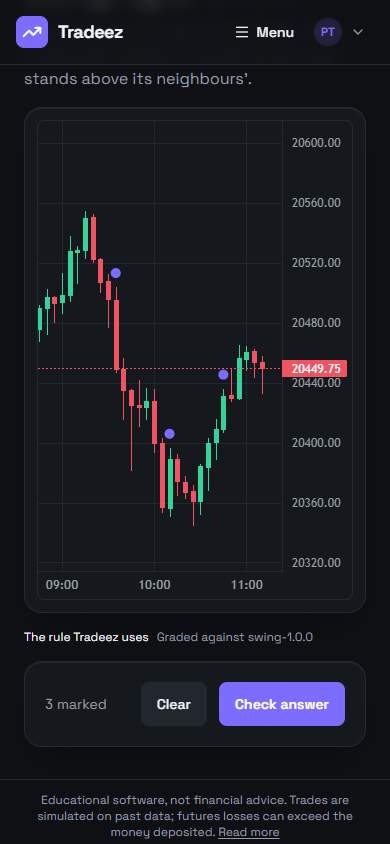 Tradeez
Menu
PT
stands above its neighbours'.
20600.00
20560.00
20520.00
20480.00
20449.75
20440.00
20400.00
20360.00
20320.00
09:00 10:00 11:00
The rule Tradeez uses Graded against swing-1.0.0
3 marked Clear Check answer
Educational software, not financial advice. Trades are
simulated on past data; futures losses can exceed the
money deposited. Read more